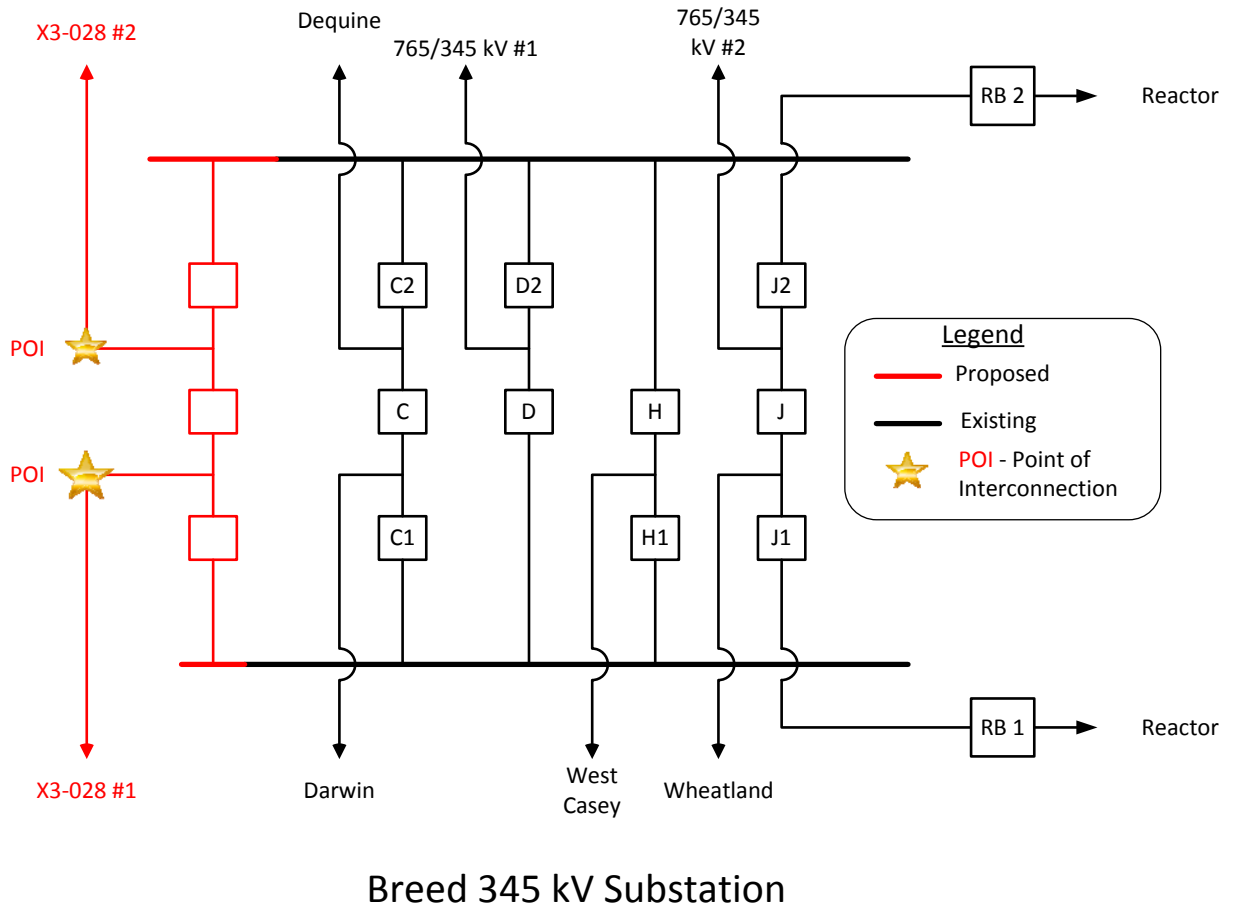 X3-028 #2
Dequine
765/345 kV #1
765/345
kV #2
RB 2
Reactor
C2
D2
J2
POI
Legend
Proposed
C
D
H
J
Existing
POI
POI - Point of
Interconnection
C1
H1
J1
RB 1
Reactor
X3-028 #1
Darwin
West
Casey
Wheatland
Breed 345 kV Substation